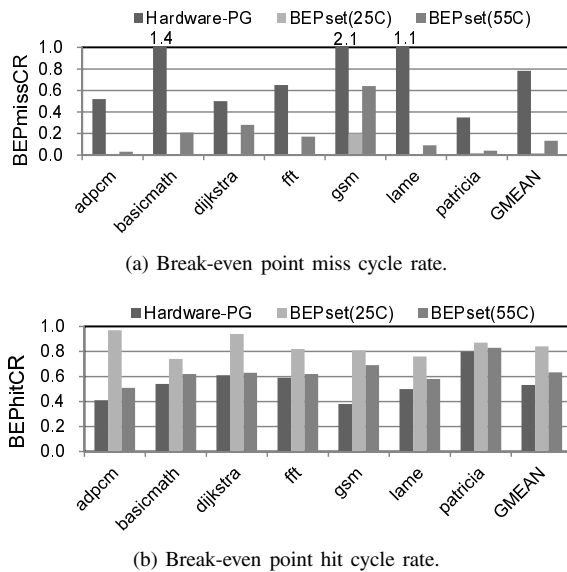 Hardware-PG BEPset(25C) BEPset(55C)
1.4 2.1 1.1
BEPmissCR
1.0
0.8
0.6
0.4
0.2
0.0
adpcm basicmath dijkstra fft gsm lame patricia GMEAN
(a) Break-even point miss cycle rate.
Hardware-PG BEPset(25C) BEPset(55C)
BEPhitCR
1.0
0.8
0.6
0.4
0.2
0.0
adpcm basicmath dijkstra fft gsm lame patricia GMEAN
(b) Break-even point hit cycle rate.